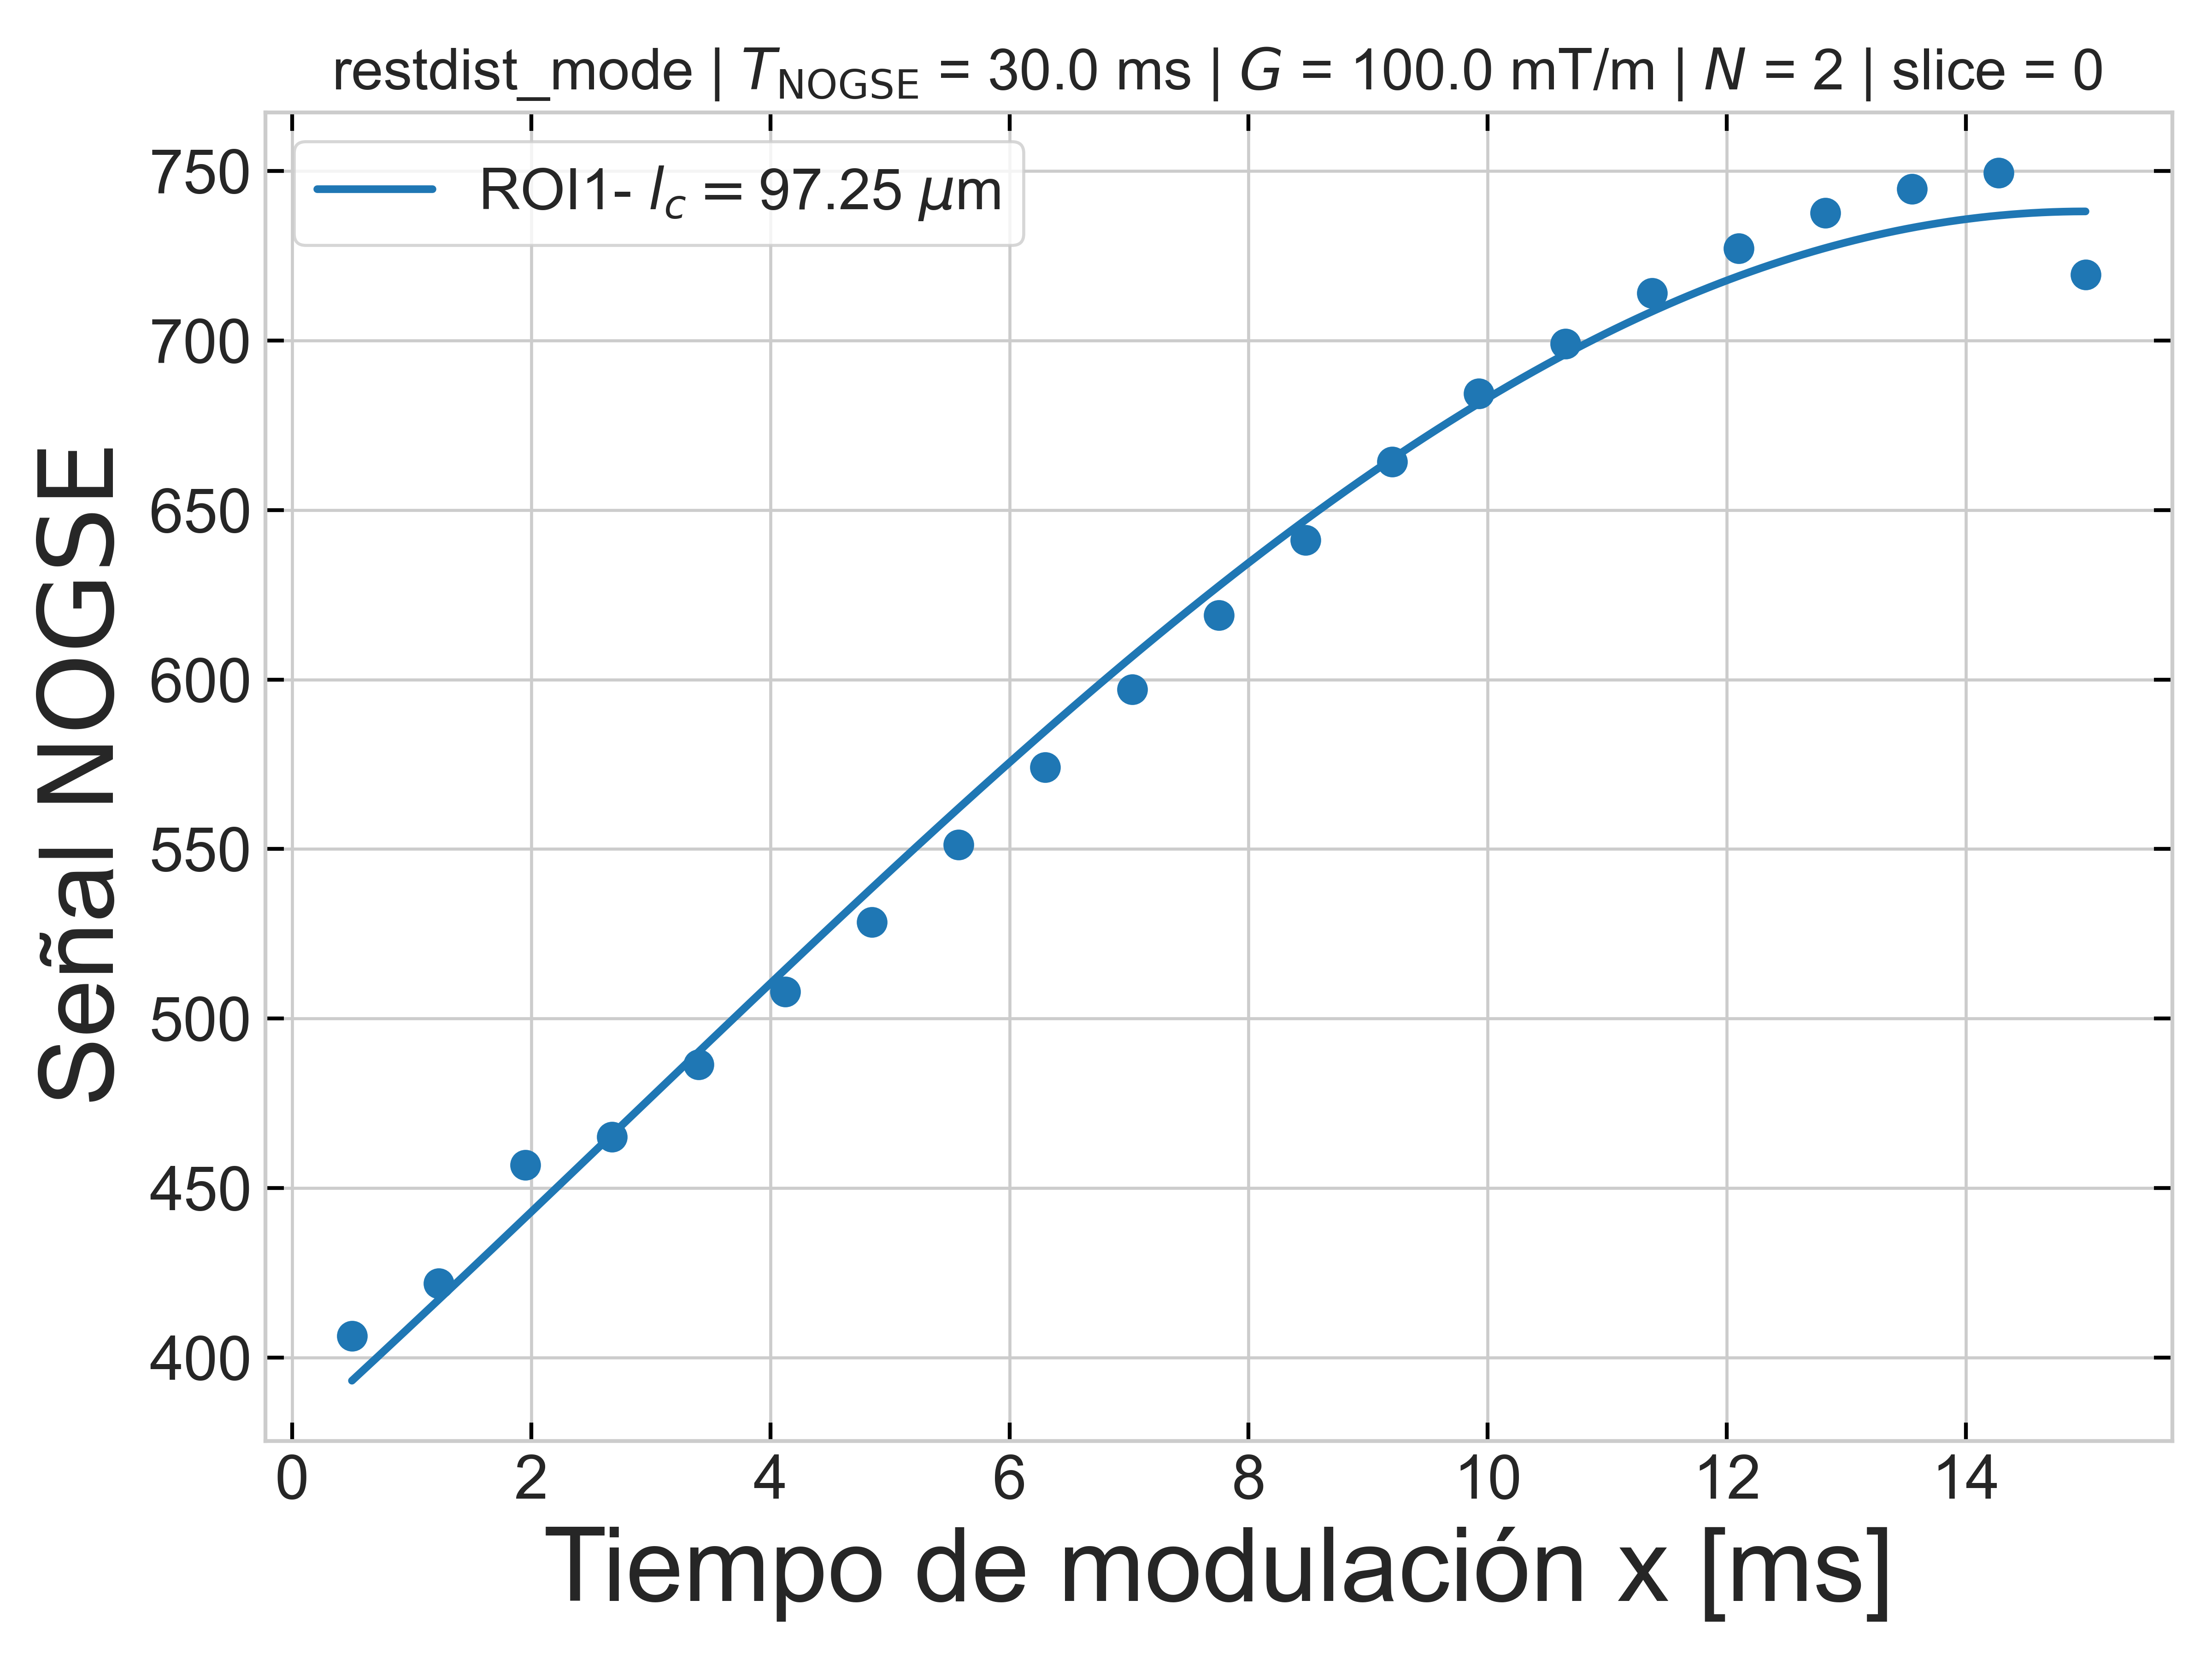 restdist_mode | T_NOGSE = 30.0 ms | G = 100.0 mT/m | N = 2 | slice = 0
ROI1- l_c = 97.25 μm
Señal NOGSE
750
700
650
600
550
500
450
400
0 2 4 6 8 10 12 14
Tiempo de modulación x [ms]